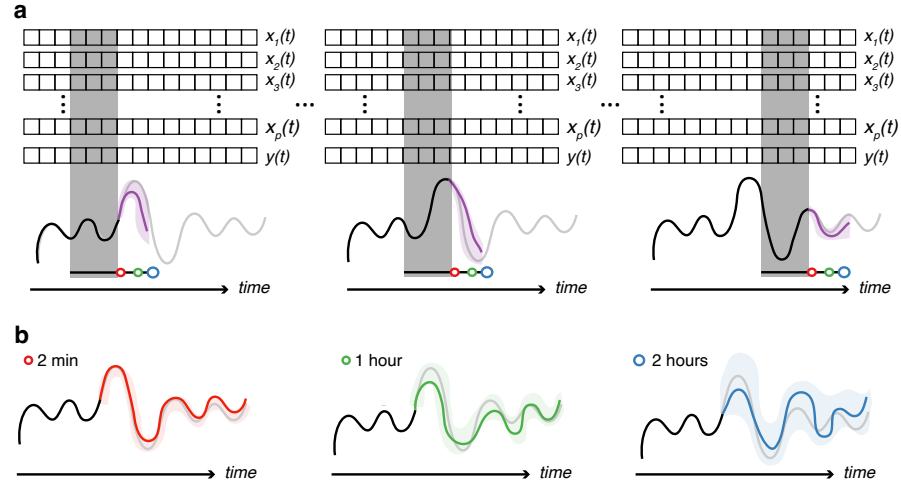 a
x₁(t) x₁(t) x₁(t)
x₂(t) x₂(t) x₂(t)
x₃(t) x₃(t) x₃(t)
... ...
xₚ(t) xₚ(t) xₚ(t)
y(t) y(t) y(t)
time time time
b
2 min 1 hour 2 hours
time time time